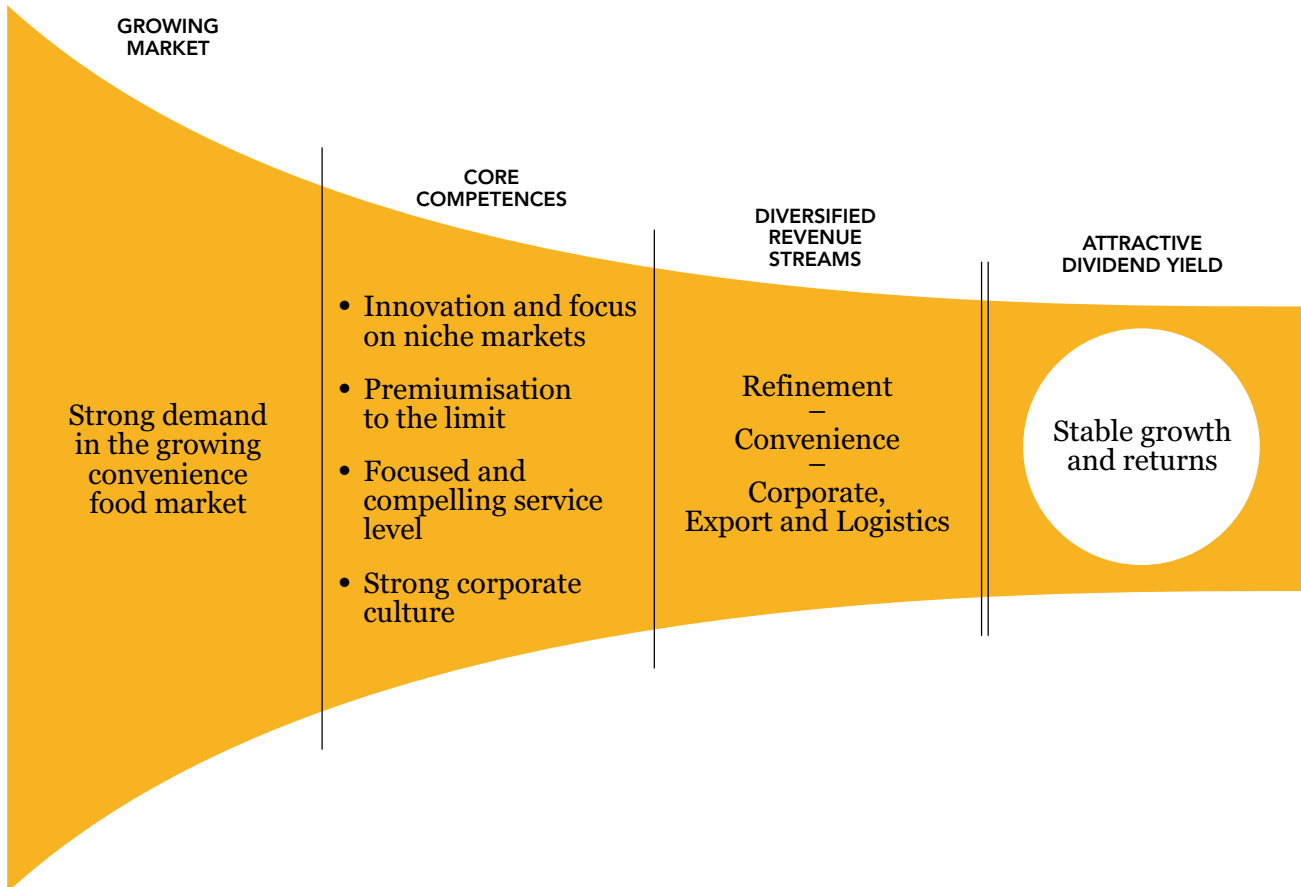 GROWING
MARKET
Strong demand
in the growing
convenience
food market
CORE
COMPETENCES
• Innovation and focus
on niche markets
• Premiumisation
to the limit
• Focused and
compelling service
level
• Strong corporate
culture
DIVERSIFIED
REVENUE
STREAMS
Refinement
–
Convenience
–
Corporate,
Export and Logistics
ATTRACTIVE
DIVIDEND YIELD
Stable growth
and returns